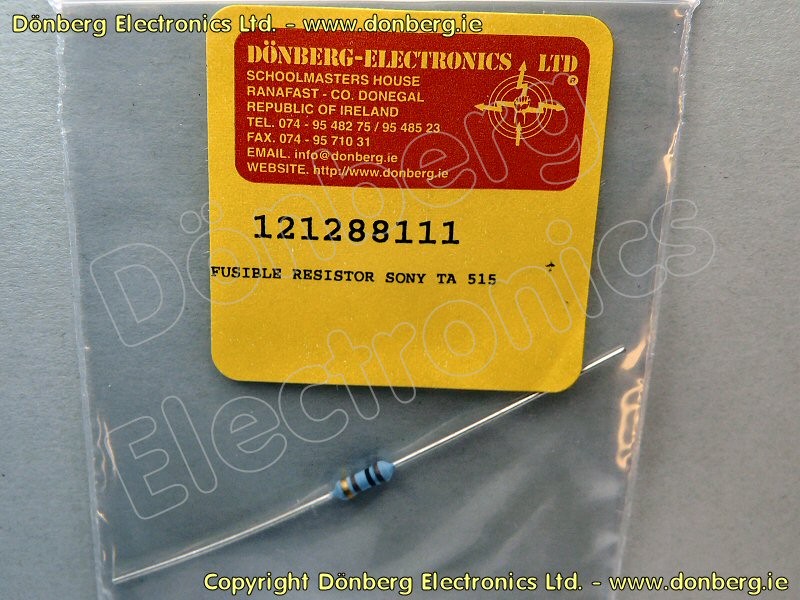 Dönberg Electronics Ltd. - www.donberg.ie
DÖNBERG-ELECTRONICS LTD
®
SCHOOLMASTERS HOUSE
RANAFAST - CO. DONEGAL
REPUBLIC OF IRELAND
TEL. 074 - 95 482 75 / 95 485 23
FAX. 074 - 95 710 31
EMAIL. info@donberg.ie
WEBSITE. http://www.donberg.ie
121288111
FUSIBLE RESISTOR SONY TA 515
Dönberg
Electronics
Copyright Dönberg Electronics Ltd. - www.donberg.ie